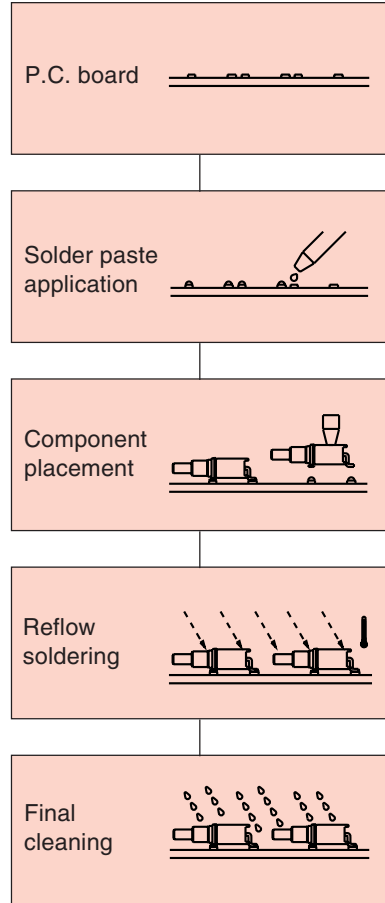 P.C. board
Solder paste
application
Component
placement
Reflow
soldering
Final
cleaning